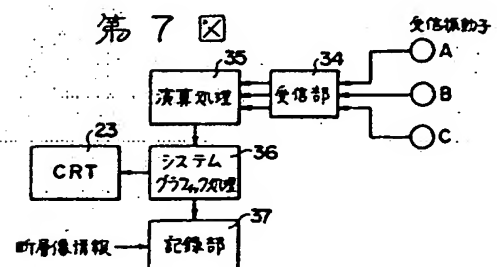 第7図
受信振動子
35
34
A
演算処理
受信部
B
C
23
36
CRT
システム
グラフィック処理
37
断層像情報
記録部